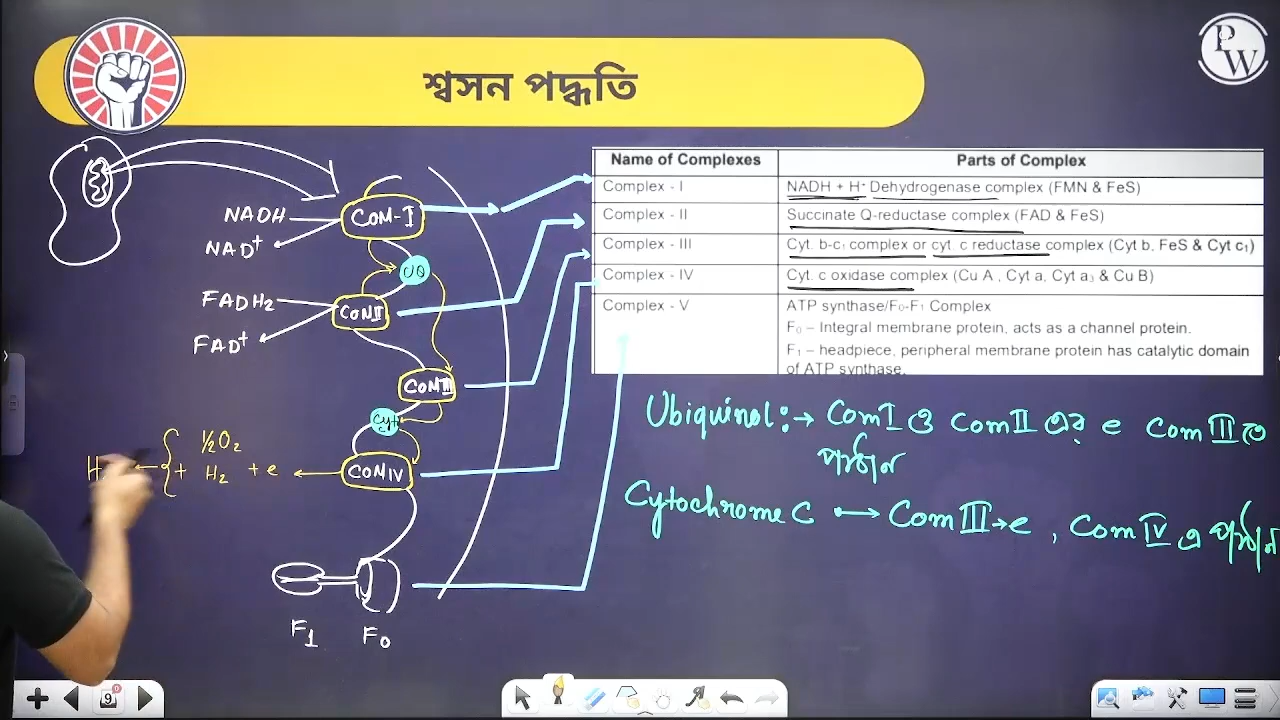 PW
শ্বসন পদ্ধতি
Name of Complexes Parts of Complex
Complex - I NADH + H⁺ Dehydrogenase complex (FMN & FeS)
Complex - II Succinate Q-reductase complex (FAD & FeS)
Complex - III Cyt. b-c₁ complex or cyt. c reductase complex (Cyt b, FeS & Cyt c₁)
Complex - IV Cyt. c oxidase complex (Cu A , Cyt a, Cyt a₃ & Cu B)
Complex - V ATP synthase/F₀-F₁ Complex
F₀ – Integral membrane protein, acts as a channel protein.
F₁ – headpiece, peripheral membrane protein has catalytic domain
of ATP synthase.
COM-I
NADH
NAD⁺
UQ
FADH₂
COM II
FAD⁺
COM III
Cyt
½O₂
+ H₂ + e
COM IV
F₁ F₀
Ubiquinol:→ Com I ও Com II এর e Com III তে
পাঠান
Cytochrome C ⟷ Com III→e , Com IV এ পাঠান
9